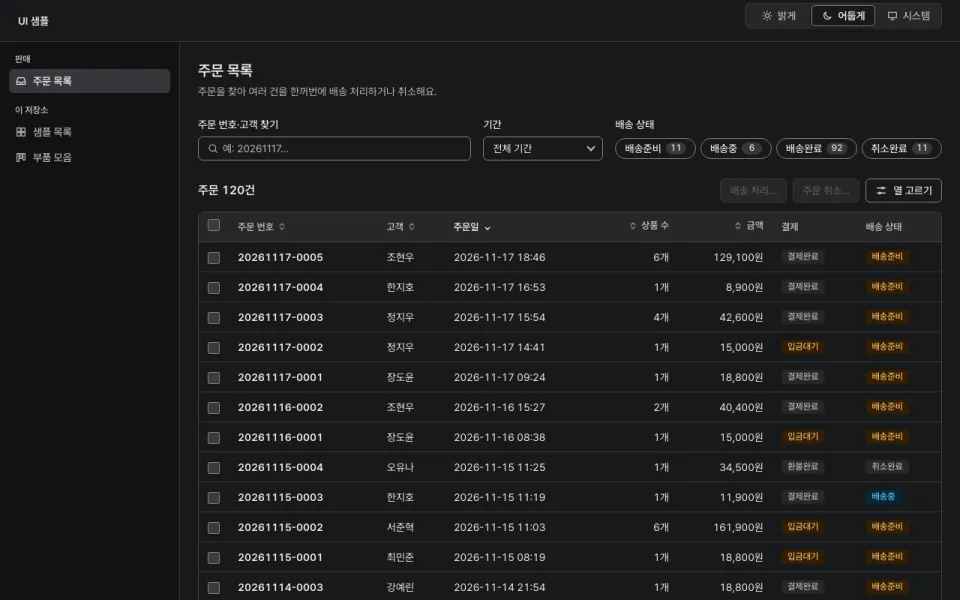 UI 샘플
밝게 어둡게 시스템
판매
주문 목록
이 저장소
샘플 목록
부품 모음
주문 목록
주문을 찾아 여러 건을 한꺼번에 배송 처리하거나 취소해요.
주문 번호·고객 찾기 기간 배송 상태
예: 20261117... 전체 기간 배송준비 11 배송중 6 배송완료 92 취소완료 11
주문 120건 배송 처리... 주문 취소... 열 고르기
주문 번호 고객 주문일 상품 수 금액 결제 배송 상태
20261117-0005 조현우 2026-11-17 18:46 6개 129,100원 결제완료 배송준비
20261117-0004 한지호 2026-11-17 16:53 1개 8,900원 결제완료 배송준비
20261117-0003 정지우 2026-11-17 15:54 4개 42,600원 결제완료 배송준비
20261117-0002 정지우 2026-11-17 14:41 1개 15,000원 입금대기 배송준비
20261117-0001 장도윤 2026-11-17 09:24 1개 18,800원 결제완료 배송준비
20261116-0002 조현우 2026-11-16 15:27 2개 40,400원 결제완료 배송준비
20261116-0001 장도윤 2026-11-16 08:38 1개 15,000원 입금대기 배송준비
20261115-0004 오유나 2026-11-15 11:25 1개 34,500원 환불완료 취소완료
20261115-0003 한지호 2026-11-15 11:19 1개 11,900원 결제완료 배송중
20261115-0002 서준혁 2026-11-15 11:03 6개 161,900원 입금대기 배송준비
20261115-0001 최민준 2026-11-15 08:19 1개 18,800원 입금대기 배송준비
20261114-0003 강예린 2026-11-14 21:54 1개 18,800원 결제완료 배송준비